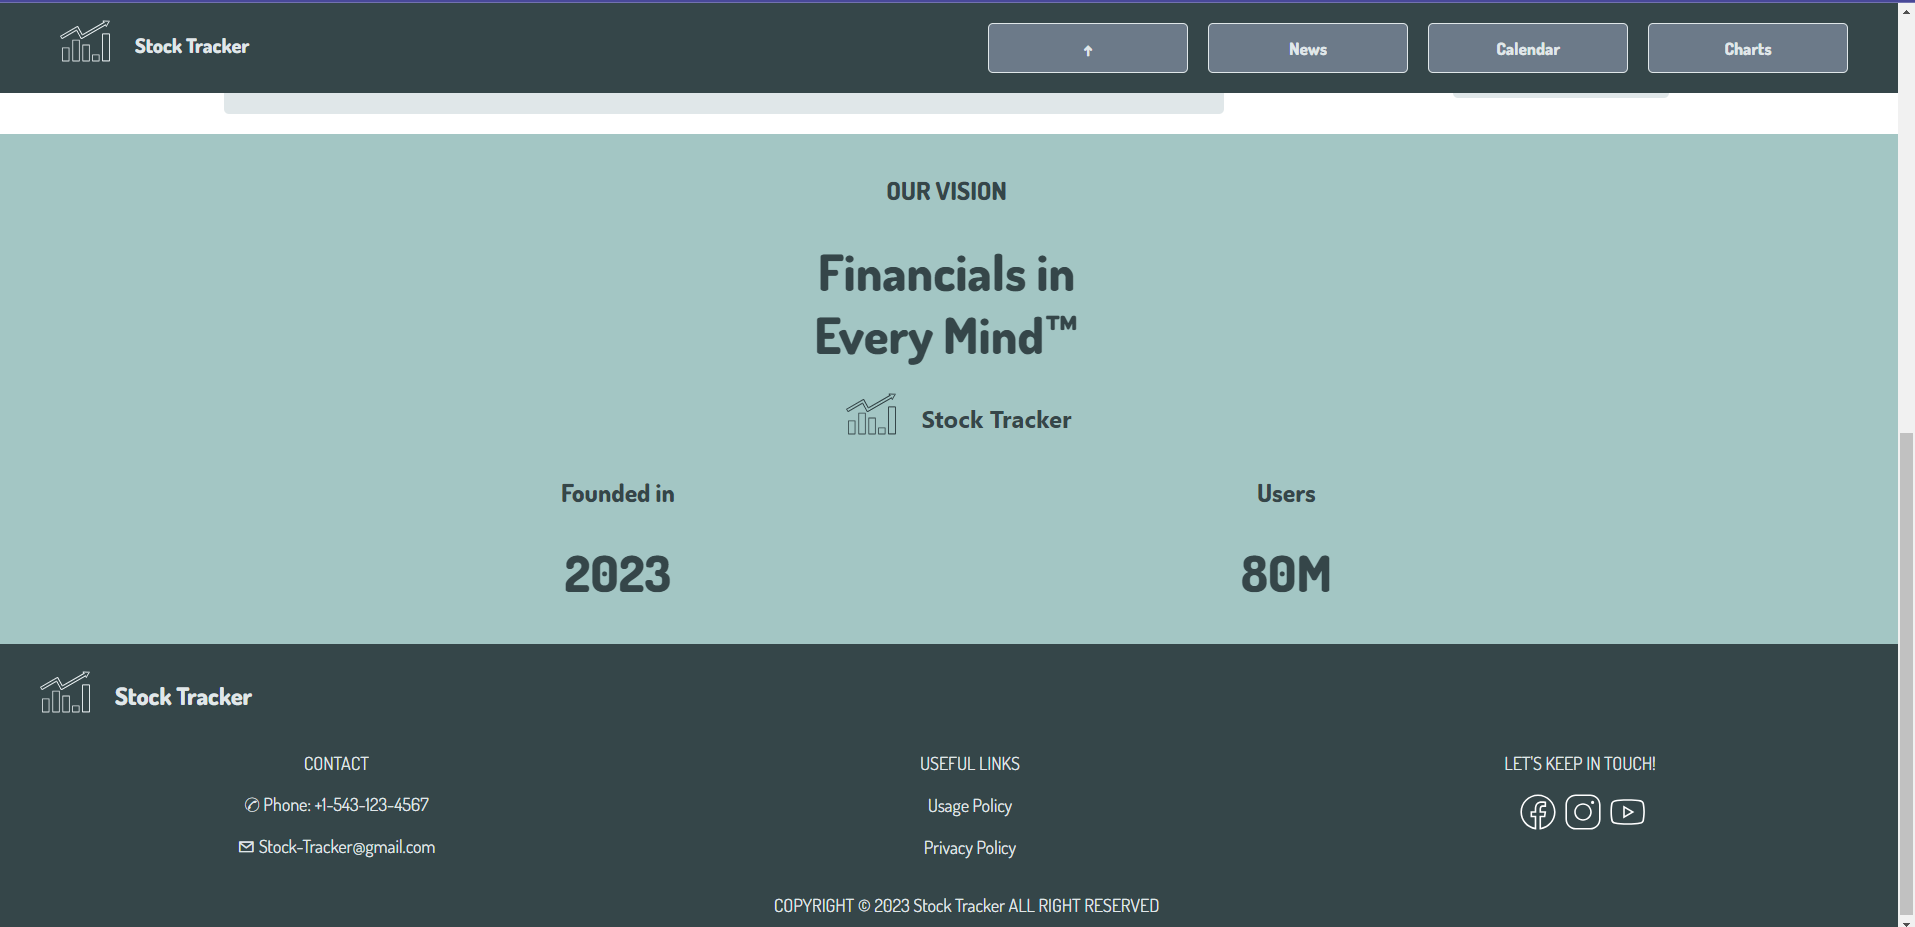 Stock Tracker
↑
News
Calendar
Charts
OUR VISION
Financials in
Every Mind™
Stock Tracker
Founded in
2023
Users
80M
Stock Tracker
CONTACT
✆ Phone: +1-543-123-4567
🖂 Stock-Tracker@gmail.com
USEFUL LINKS
Usage Policy
Privacy Policy
LET'S KEEP IN TOUCH!
COPYRIGHT © 2023 Stock Tracker ALL RIGHT RESERVED